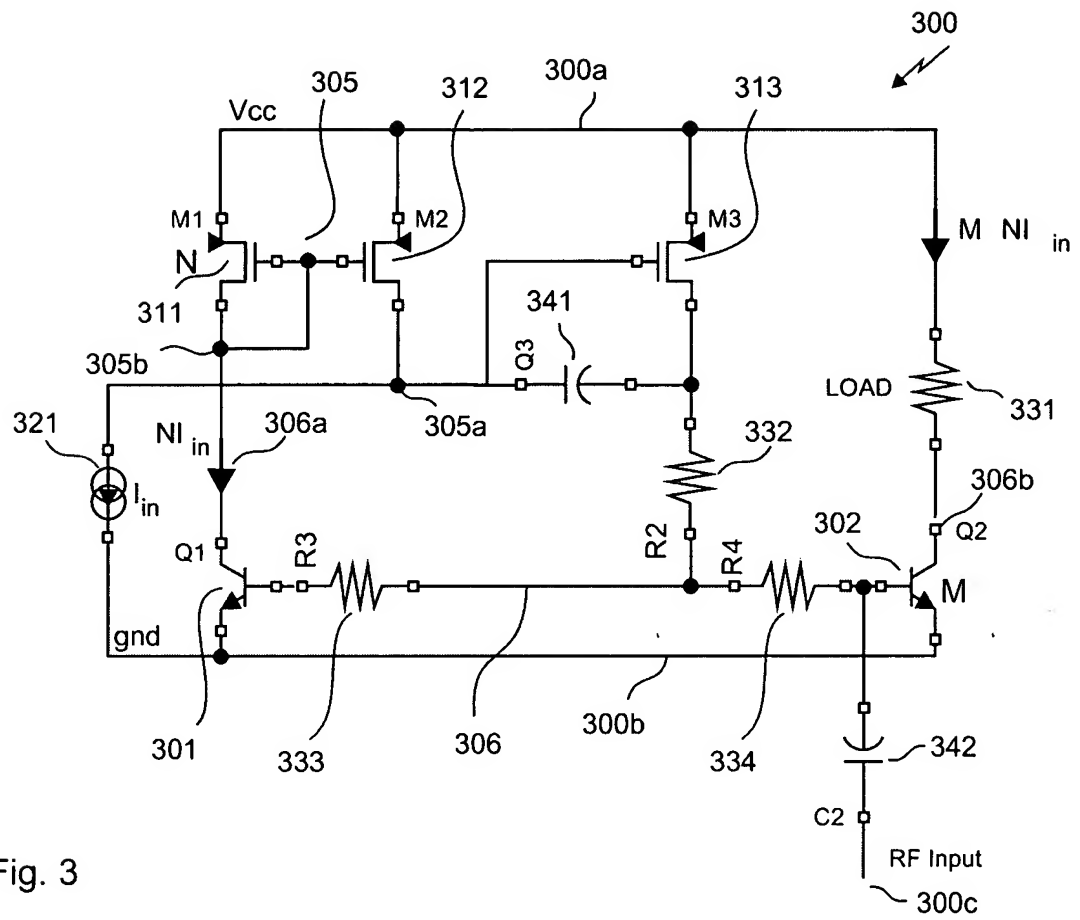 300
305
312
300a
313
Vcc
M1
M2
M3
M NI in
N
311
341
305b
Q3
LOAD
331
321
NI in
306a
305a
332
I in
306b
Q1
R3
R2
R4
302
Q2
M
gnd
301
333
306
300b
334
342
C2
RF Input
Fig. 3
300c